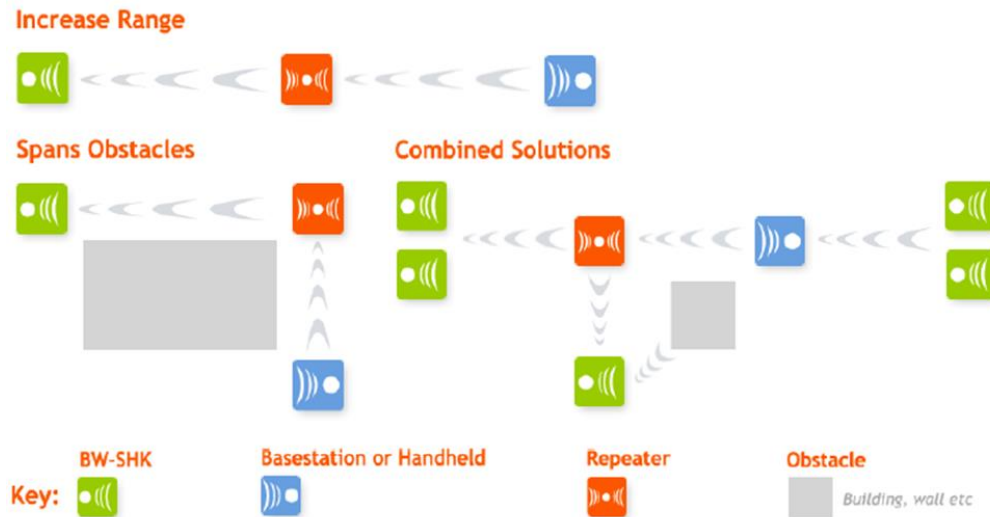 Increase Range
Spans Obstacles
Combined Solutions
BW-SHK
Basestation or Handheld
Repeater
Obstacle
Key:
Building, wall etc